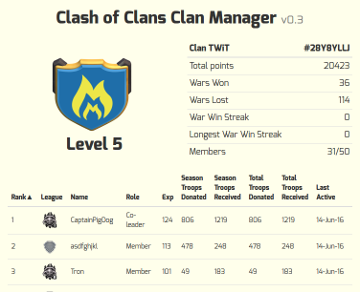 Clash of Clans Clan Manager v0.3
Clan TWiT #28Y8YLLJ
Total points 20423
Wars Won 36
Wars Lost 114
War Win Streak 0
Longest War Win Streak 0
Members 31/50
Level 5
Rank▲ League Name Role Exp Season Troops Donated Season Troops Received Total Troops Donated Total Troops Received Last Active
1 CaptainPigDog Co-leader 124 806 1219 806 1219 14-Jun-16
2 asdfghjkl Member 113 478 248 478 248 14-Jun-16
3 Tron Member 101 49 183 49 183 14-Jun-16